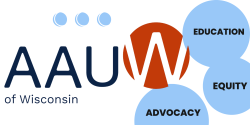 EDUCATION
AAUW
EQUITY
of Wisconsin
ADVOCACY